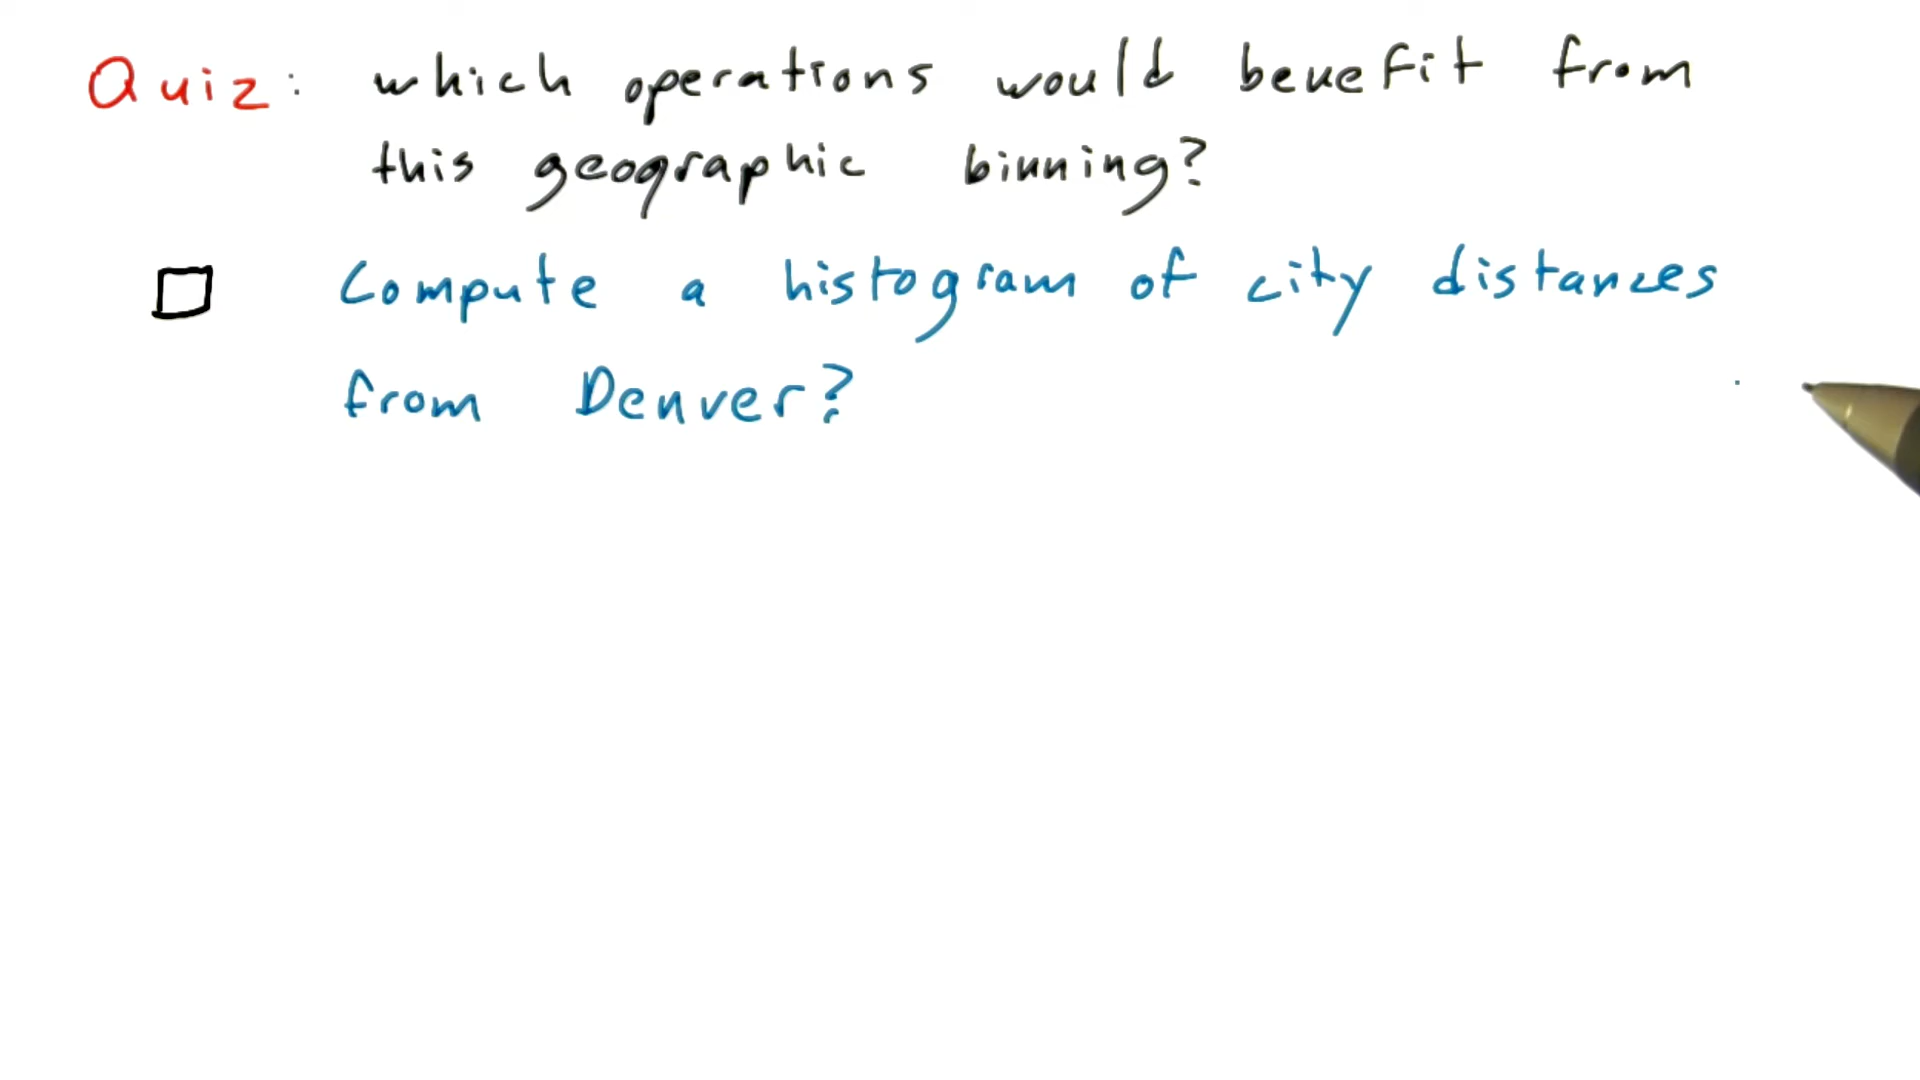 Quiz: which operations would benefit from
this geographic binning?
Compute a histogram of city distances
from Denver?